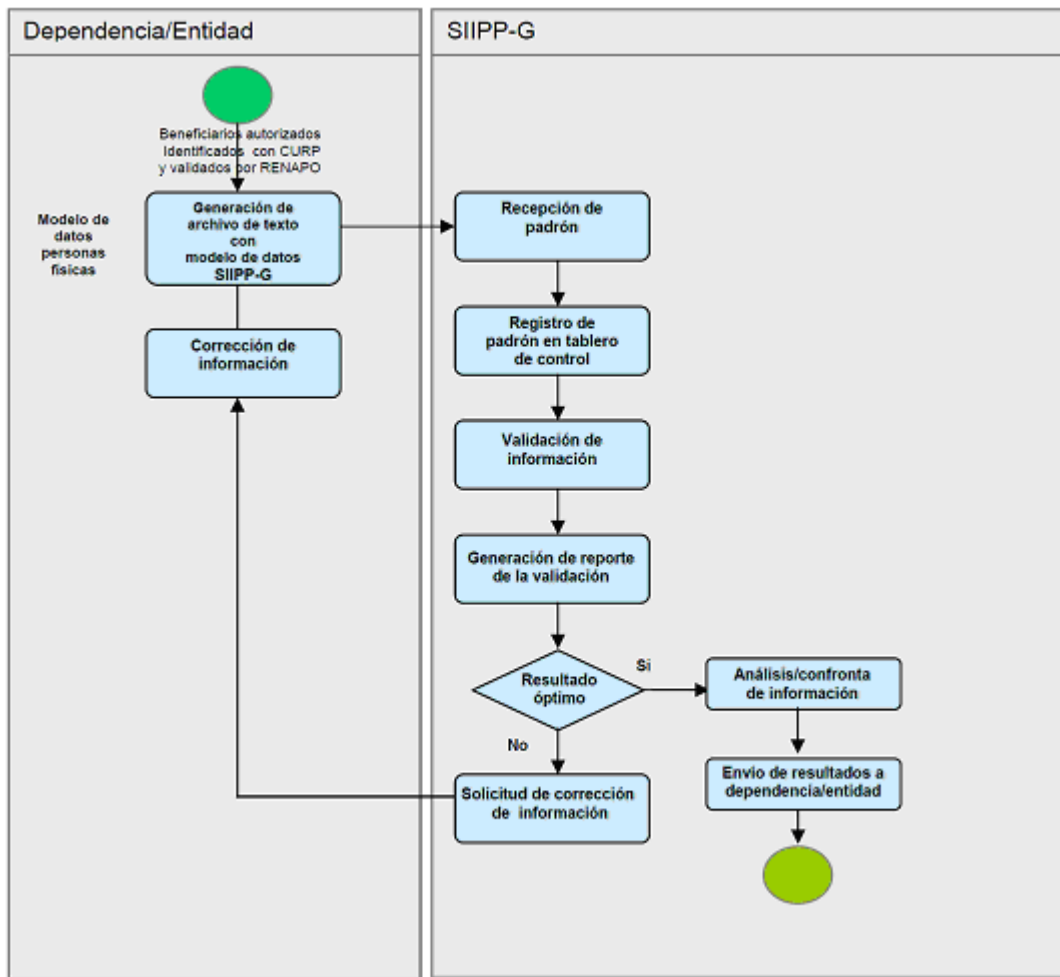 Dependencia/Entidad
SIIPP-G
Beneficiarios autorizados
Identificados con CURP
y validados por RENAPO
Modelo de
datos
personas
físicas
Generación de
archivo de texto
con
modelo de datos
SIIPP-G
Recepción de
padrón
Registro de
padrón en tablero
de control
Corrección de
información
Validación de
información
Generación de reporte
de la validación
Resultado
óptimo
Si
Análisis/confronta
de información
No
Envio de resultados a
dependencia/entidad
Solicitud de corrección
de información